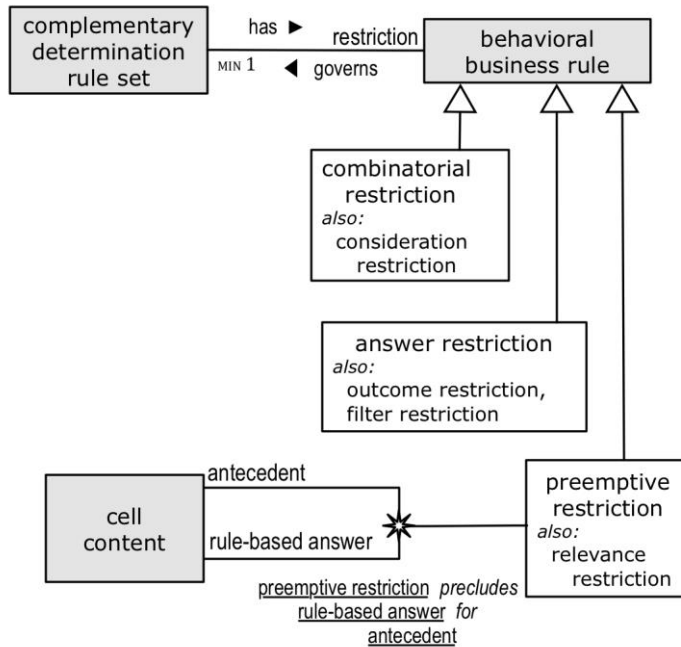 complementary
determination
rule set
has ►
restriction
MIN 1
◄ governs
behavioral
business rule
combinatorial
restriction
also:
consideration
restriction
answer restriction
also:
outcome restriction,
filter restriction
cell
content
antecedent
rule-based answer
preemptive
restriction
also:
relevance
restriction
preemptive restriction precludes
rule-based answer for
antecedent